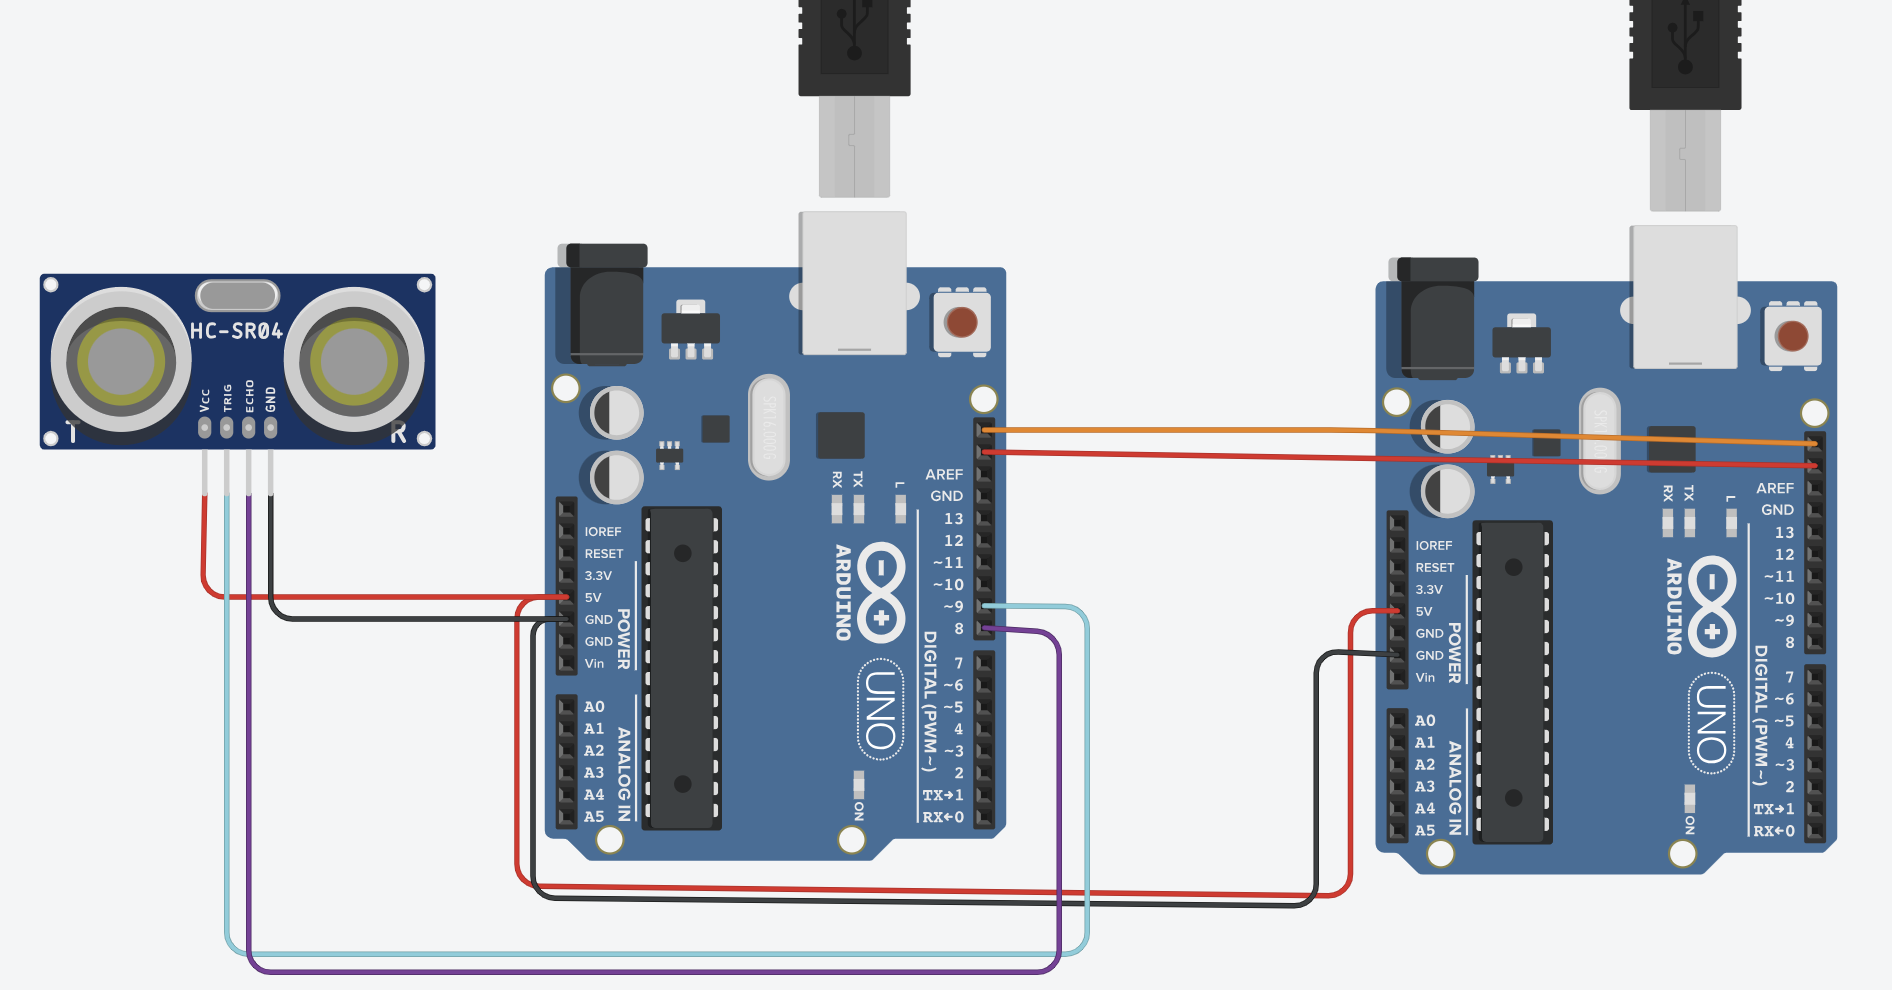 HC-SR04
VCC
TRIG
ECHO
GND
T
R
SPK16.000G
RX
TX
L
AREF
GND
13
12
~11
~10
~9
8
7
~6
~5
4
~3
2
TX→1
RX←0
DIGITAL (PWM ~)
ARDUINO
UNO
ON
IOREF
RESET
3.3V
5V
GND
GND
Vin
POWER
A0
A1
A2
A3
A4
A5
ANALOG IN
RX
TX
L
AREF
GND
13
12
~11
~10
~9
8
7
~6
~5
4
~3
2
TX→1
RX←0
DIGITAL (PWM ~)
ARDUINO
UNO
ON
IOREF
RESET
3.3V
5V
GND
GND
Vin
POWER
A0
A1
A2
A3
A4
A5
ANALOG IN